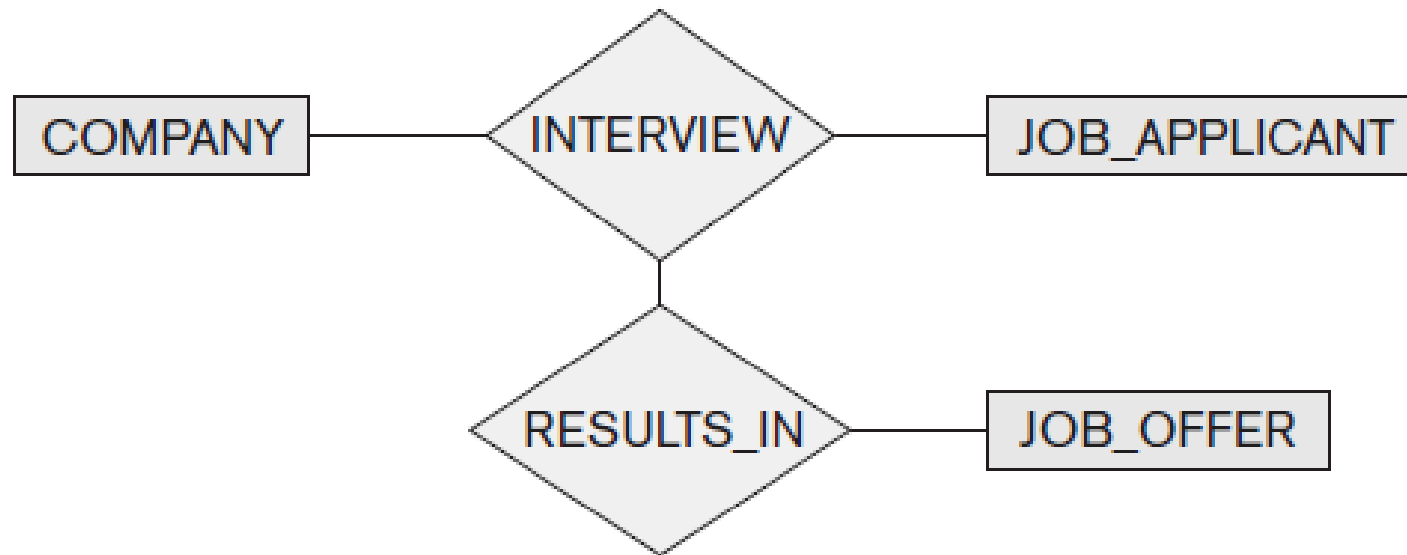 COMPANY
INTERVIEW
JOB_APPLICANT
RESULTS_IN
JOB_OFFER